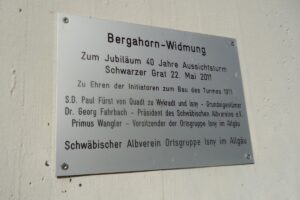 Bergahorn-Widmung
Zum Jubiläum 40 Jahre Aussichtsturm
Schwarzer Grat 22. Mai 2011
Zu Ehren der Initiatoren zum Bau des Turmes 1971
S.D. Paul Fürst von Quadt zu Wykradt und Isny - Grundeigentümer
Dr. Georg Fahrbach - Präsident des Schwäbischen Albvereins e.V.
Primus Wangler - Vorsitzender der Ortsgruppe Isny im Allgäu
Schwäbischer Albverein Ortsgruppe Isny im Allgäu